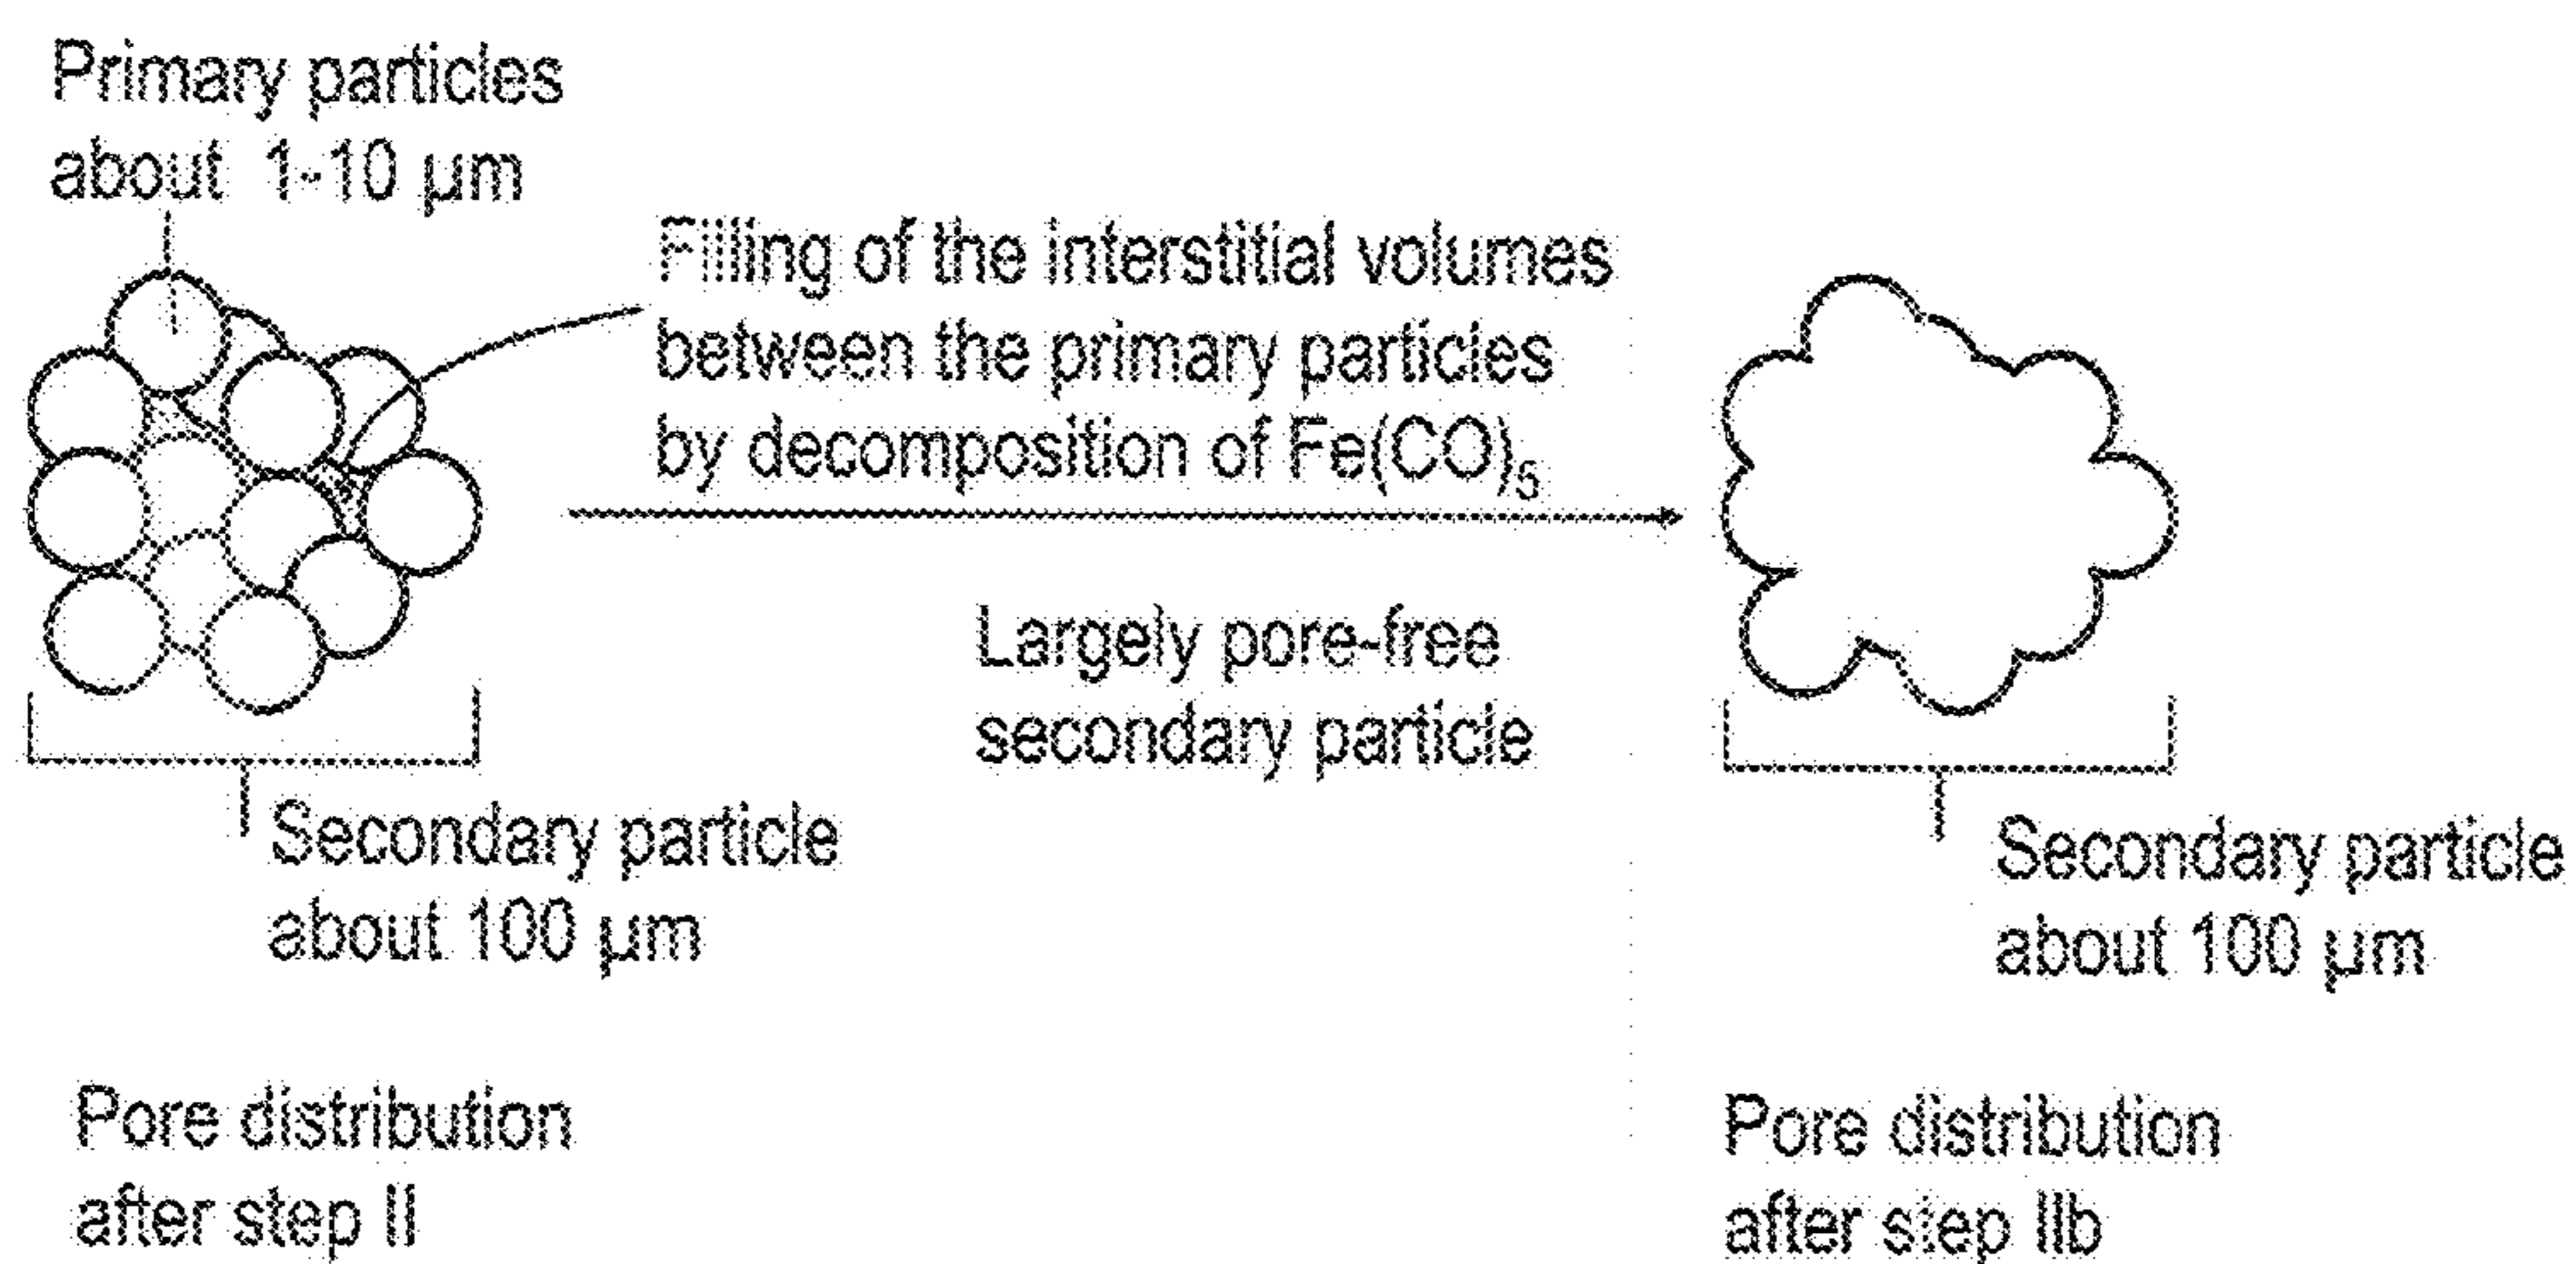 Primary particles
about 1-10 µm
Filling of the interstitial volumes
between the primary particles
by decomposition of Fe(CO)₅
Largely pore-free
secondary particle
Secondary particle
about 100 µm
Secondary particle
about 100 µm
Pore distribution
after step II
Pore distribution
after step IIb